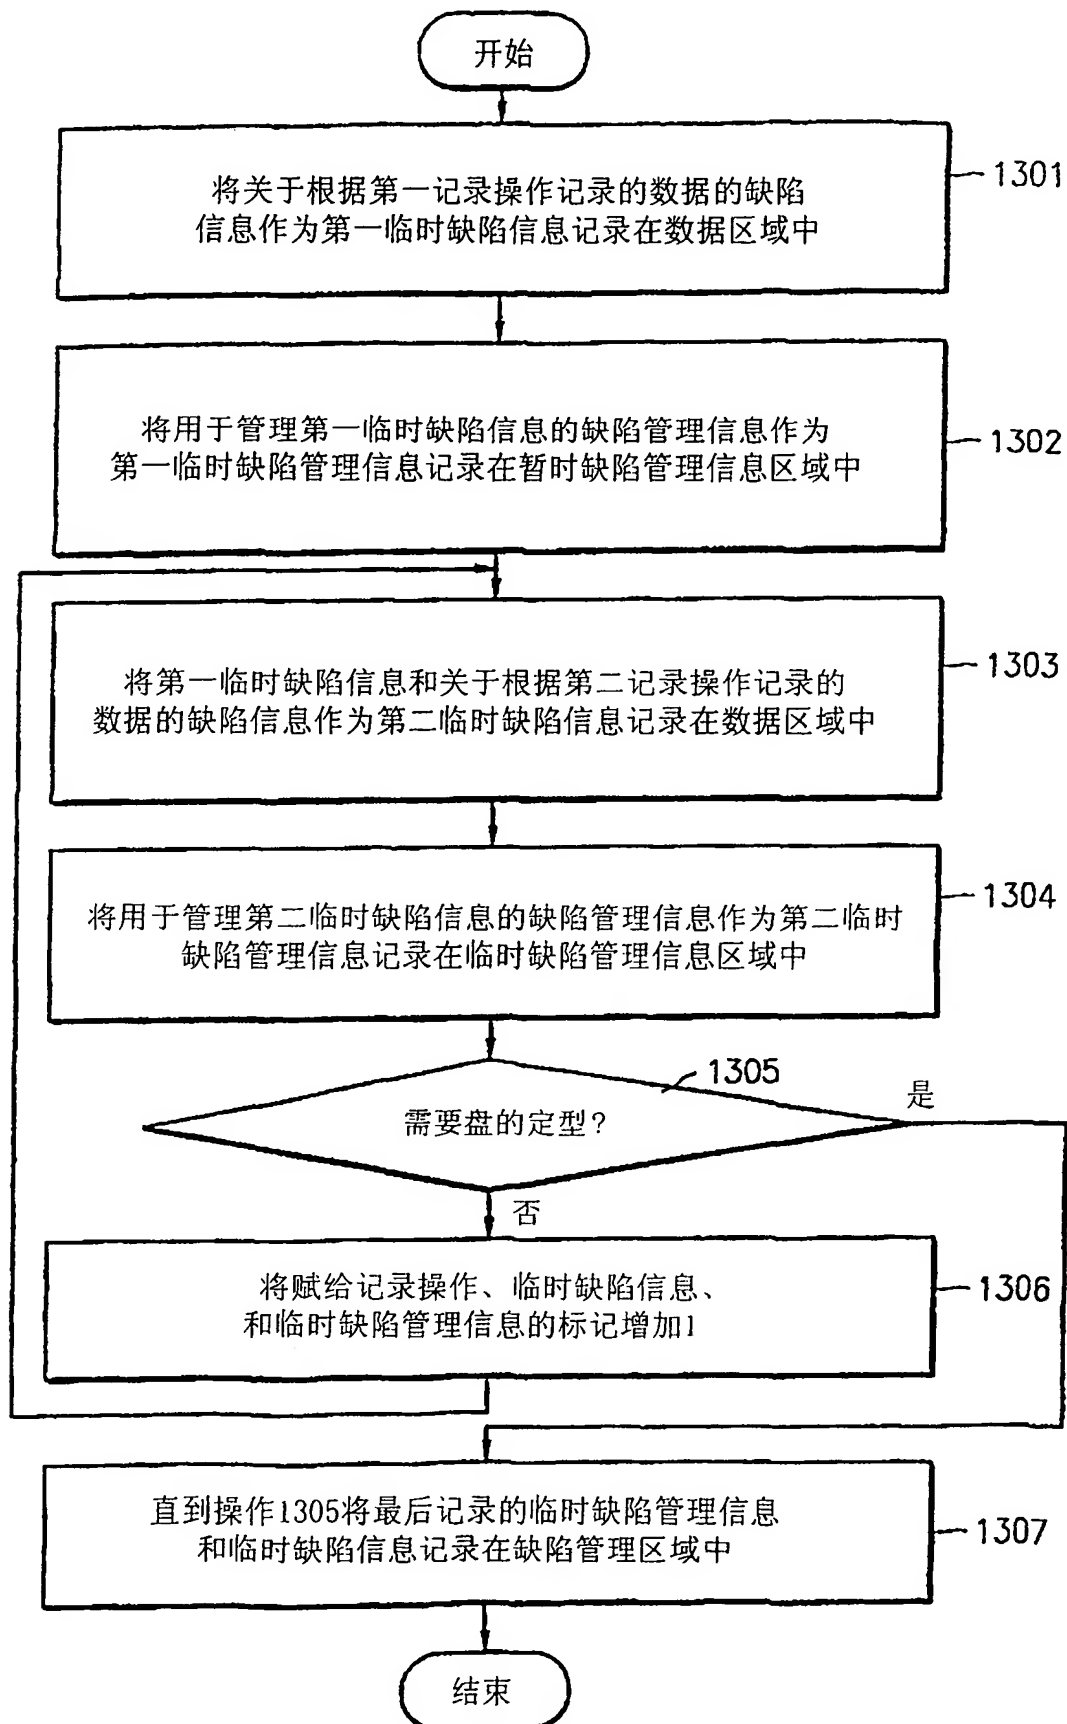 开始
将关于根据第一记录操作记录的数据的缺陷
信息作为第一临时缺陷信息记录在数据区域中
1301
将用于管理第一临时缺陷信息的缺陷管理信息作为
第一临时缺陷管理信息记录在暂时缺陷管理信息区域中
1302
将第一临时缺陷信息和关于根据第二记录操作记录的
数据的缺陷信息作为第二临时缺陷信息记录在数据区域中
1303
将用于管理第二临时缺陷信息的缺陷管理信息作为第二临时
缺陷管理信息记录在临时缺陷管理信息区域中
1304
1305
需要盘的定型?
是
否
将赋给记录操作、临时缺陷信息、
和临时缺陷管理信息的标记增加1
1306
直到操作1305将最后记录的临时缺陷管理信息
和临时缺陷信息记录在缺陷管理区域中
1307
结束